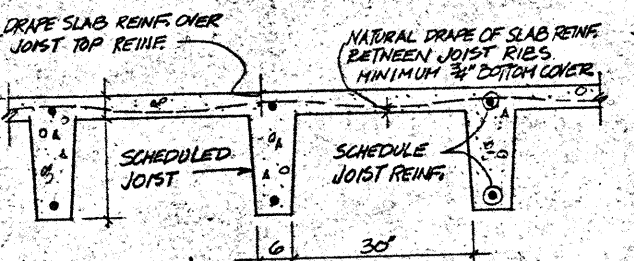 DRAPE SLAB REINF. OVER
JOIST TOP REINF.
NATURAL DRAPE OF SLAB REINF.
BETWEEN JOIST RIBS
MINIMUM 3/4" BOTTOM COVER
SCHEDULED
JOIST
SCHEDULE
JOIST REINF.
6
30"